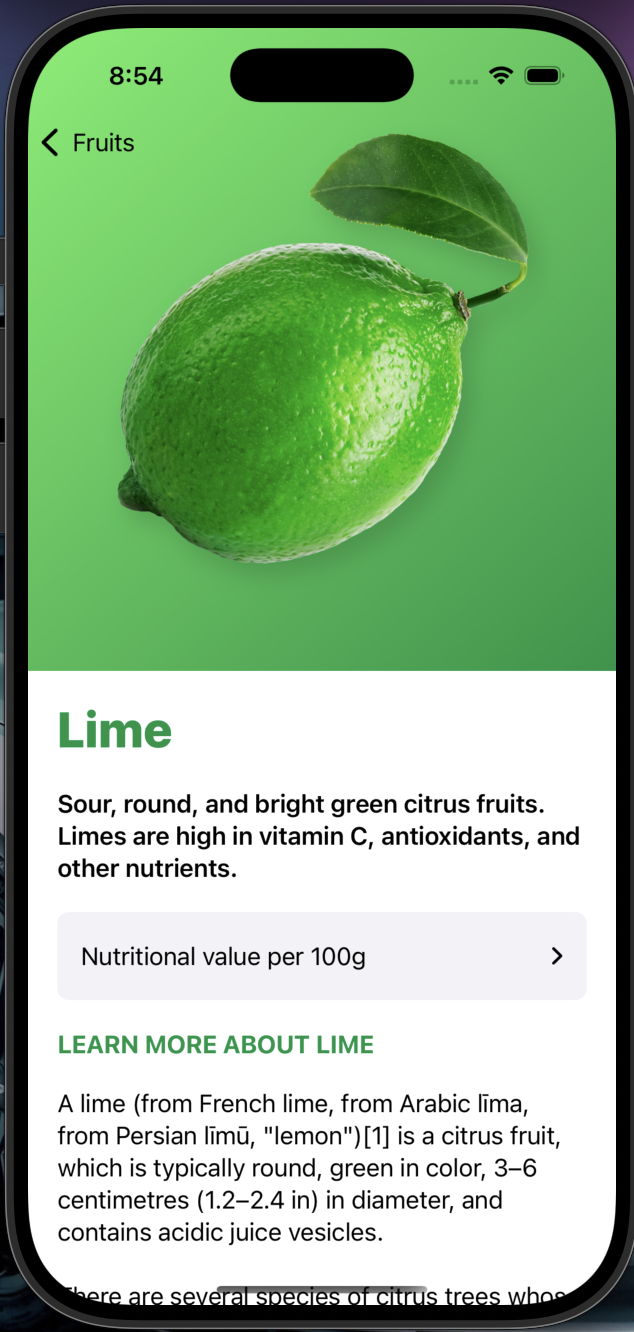 8:54
Fruits
Lime
Sour, round, and bright green citrus fruits.
Limes are high in vitamin C, antioxidants, and
other nutrients.
Nutritional value per 100g
LEARN MORE ABOUT LIME
A lime (from French lime, from Arabic līma,
from Persian līmū, "lemon")[1] is a citrus fruit,
which is typically round, green in color, 3–6
centimetres (1.2–2.4 in) in diameter, and
contains acidic juice vesicles.
There are several species of citrus trees whos